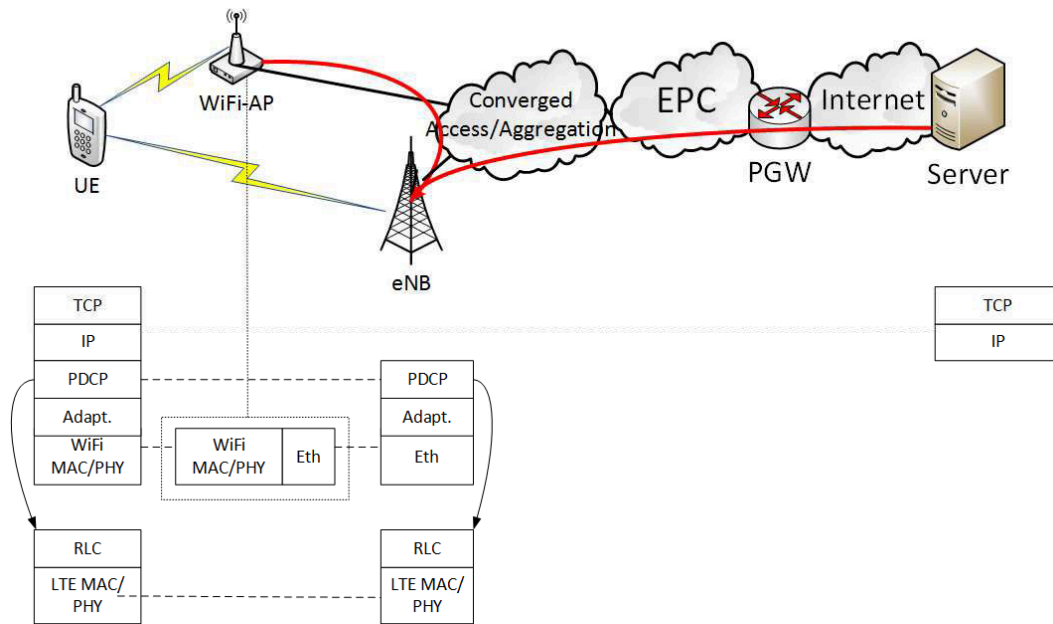 WiFi-AP
UE
Converged
Access/Aggregation
EPC
Internet
PGW
Server
eNB
TCP
IP
PDCP
Adapt.
WiFi
MAC/PHY
WiFi
MAC/PHY
Eth
PDCP
Adapt.
Eth
TCP
IP
RLC
LTE MAC/
PHY
RLC
LTE MAC/
PHY